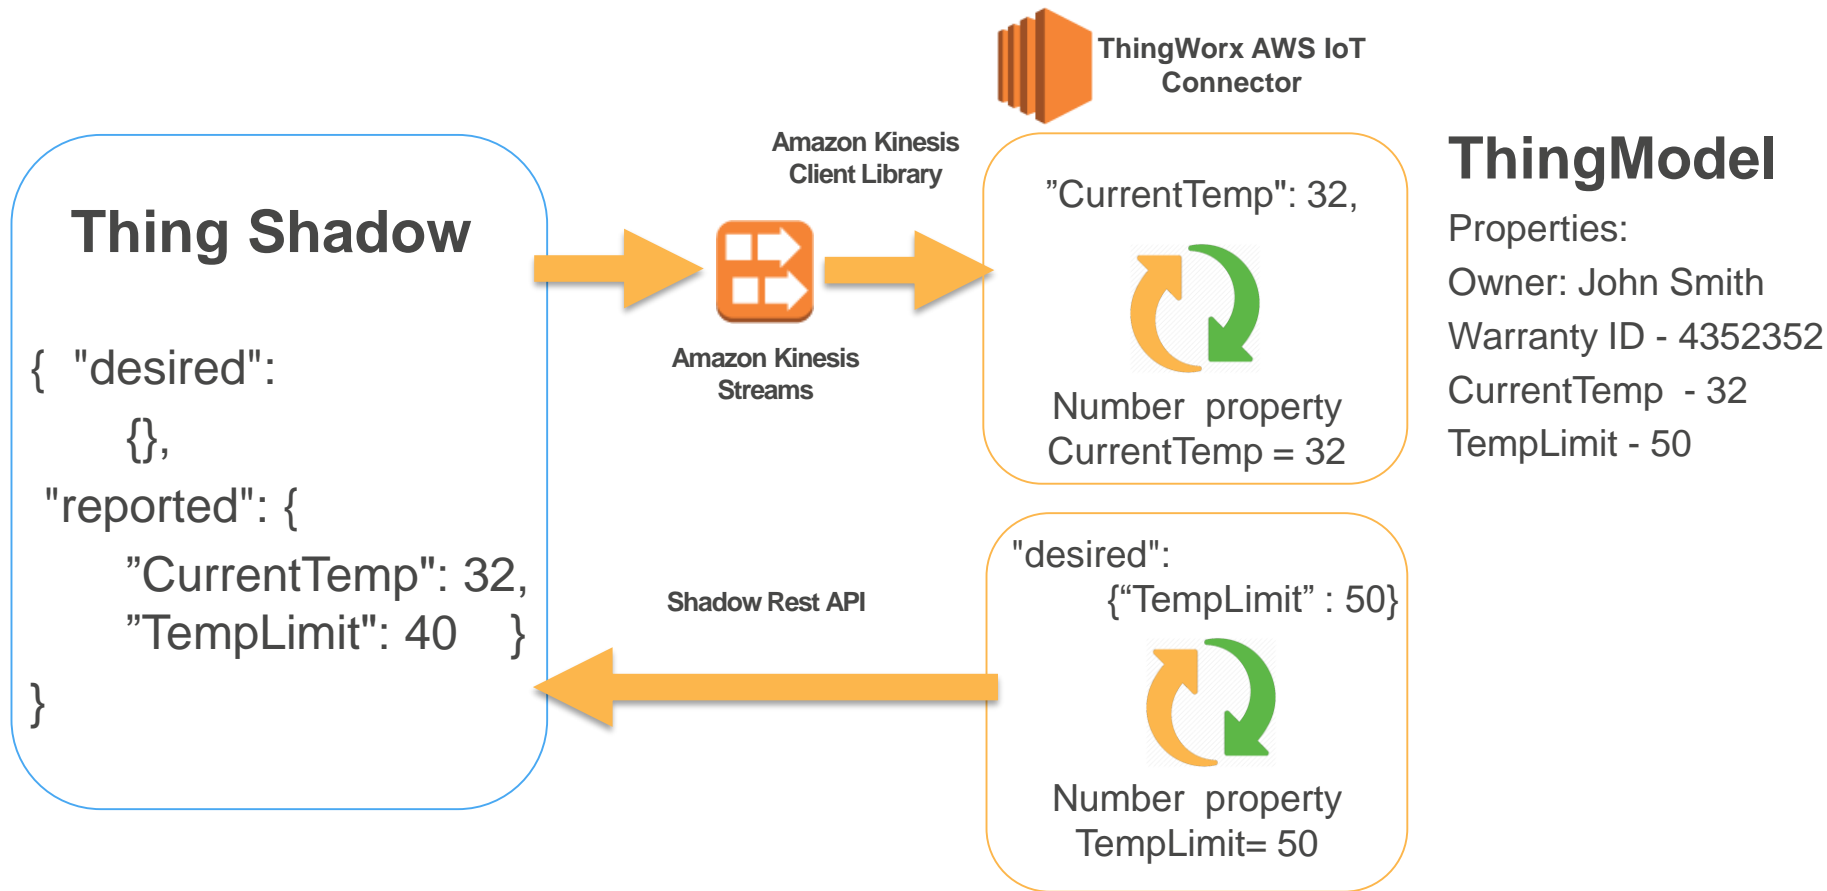 ThingWorx AWS IoT
Connector
Amazon Kinesis
Client Library
Thing Shadow
{  "desired":
{},
"reported": {
”CurrentTemp": 32,
”TempLimit": 40   }
}
Amazon Kinesis
Streams
”CurrentTemp": 32,
Number  property
CurrentTemp = 32
Shadow Rest API
"desired":
{“TempLimit” : 50}
Number  property
TempLimit= 50
ThingModel
Properties:
Owner: John Smith
Warranty ID - 4352352
CurrentTemp  - 32
TempLimit - 50